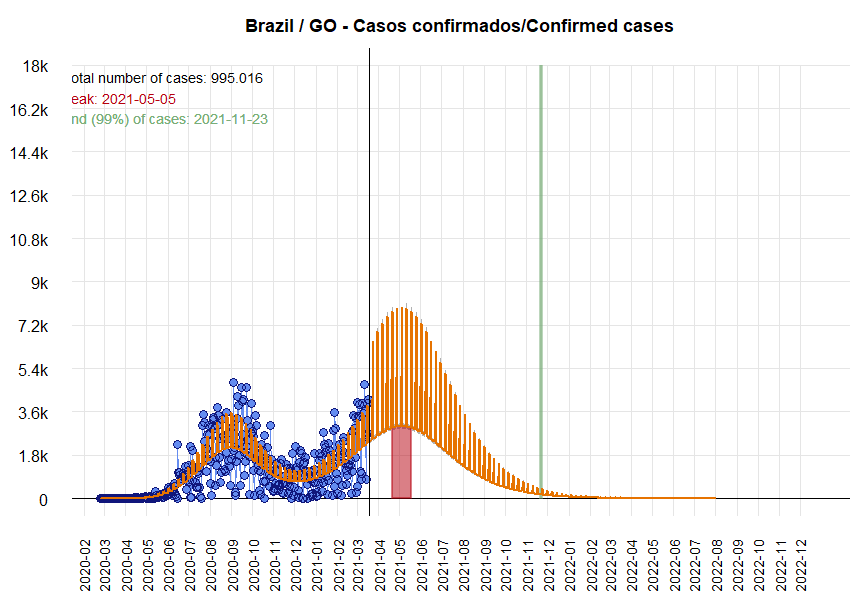 Brazil / GO - Casos confirmados/Confirmed cases
18k
16.2k
14.4k
12.6k
10.8k
9k
7.2k
5.4k
3.6k
1.8k
0
otal number of cases: 995.016
eak: 2021-05-05
nd (99%) of cases: 2021-11-23
2020-02
2020-03
2020-04
2020-05
2020-06
2020-07
2020-08
2020-09
2020-10
2020-11
2020-12
2021-01
2021-02
2021-03
2021-04
2021-05
2021-06
2021-07
2021-08
2021-09
2021-10
2021-11
2021-12
2022-01
2022-02
2022-03
2022-04
2022-05
2022-06
2022-07
2022-08
2022-09
2022-10
2022-11
2022-12